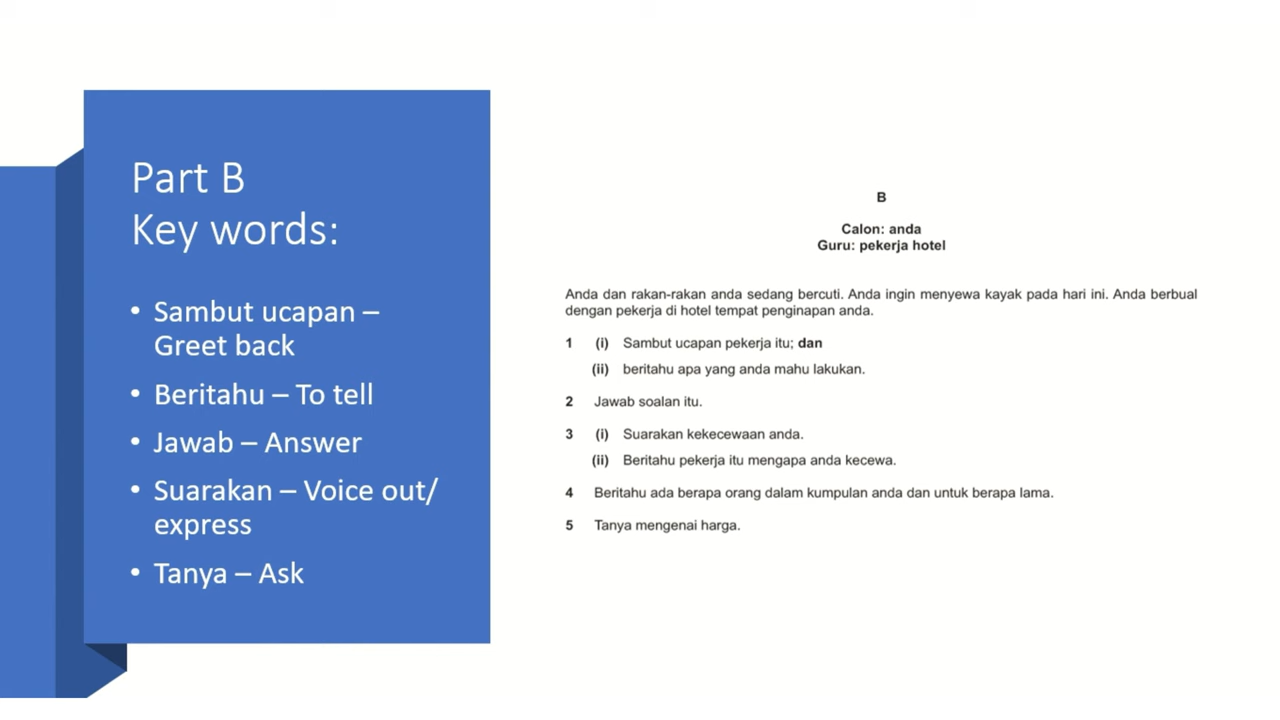 Part B
Key words:
• Sambut ucapan –
Greet back
• Beritahu – To tell
• Jawab – Answer
• Suarakan – Voice out/
express
• Tanya – Ask
B
Calon: anda
Guru: pekerja hotel
Anda dan rakan-rakan anda sedang bercuti. Anda ingin menyewa kayak pada hari ini. Anda berbual
dengan pekerja di hotel tempat penginapan anda.
1 (i) Sambut ucapan pekerja itu; dan
(ii) beritahu apa yang anda mahu lakukan.
2 Jawab soalan itu.
3 (i) Suarakan kekecewaan anda.
(ii) Beritahu pekerja itu mengapa anda kecewa.
4 Beritahu ada berapa orang dalam kumpulan anda dan untuk berapa lama.
5 Tanya mengenai harga.